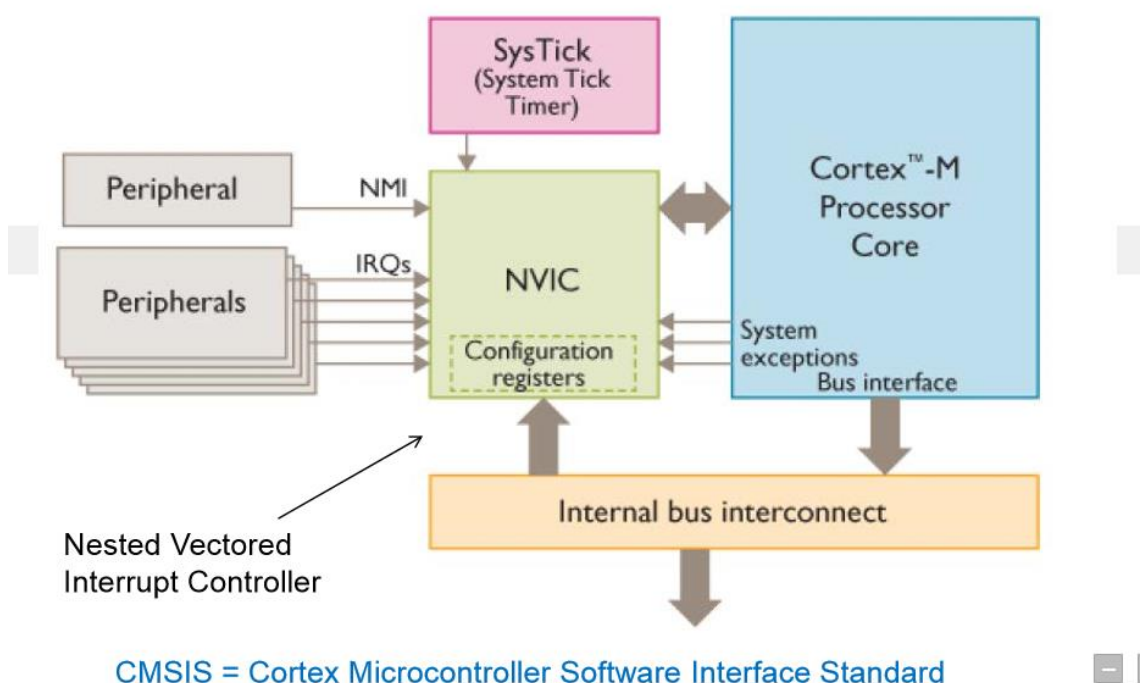 SysTick
(System Tick
Timer)
Peripheral
NMI
Cortex™-M
Processor
Core
IRQs
Peripherals
NVIC
Configuration
registers
System
exceptions
Bus interface
Internal bus interconnect
Nested Vectored
Interrupt Controller
CMSIS = Cortex Microcontroller Software Interface Standard